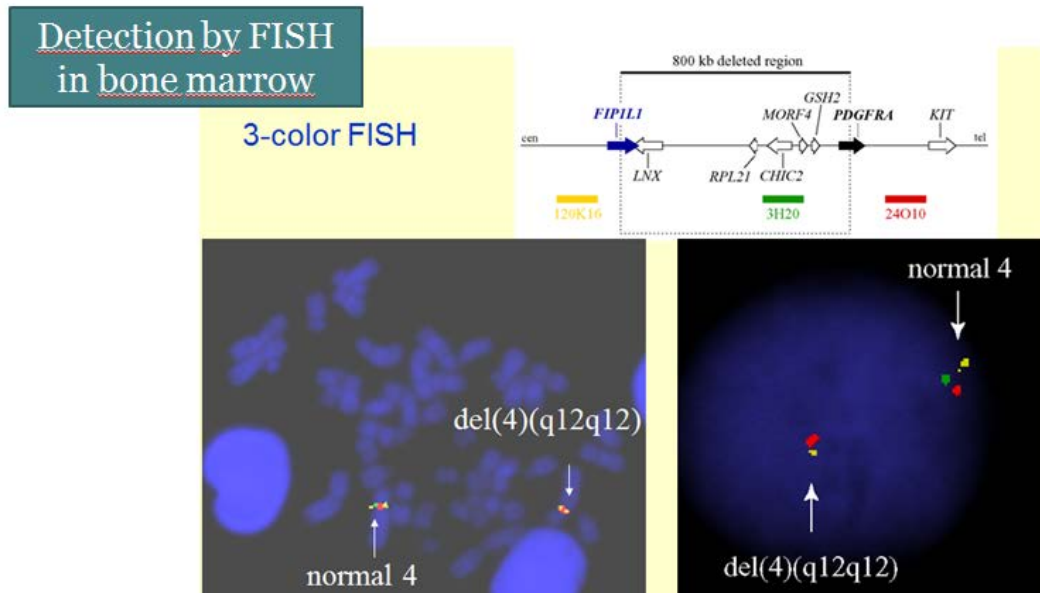 Detection by FISH
in bone marrow
3-color FISH
800 kb deleted region
GSH2
FIP1L1
MORF4
PDGFRA
KIT
cen
tel
LNX
RPL21
CHIC2
120K16
3H20
24O10
normal 4
del(4)(q12q12)
normal 4
del(4)(q12q12)